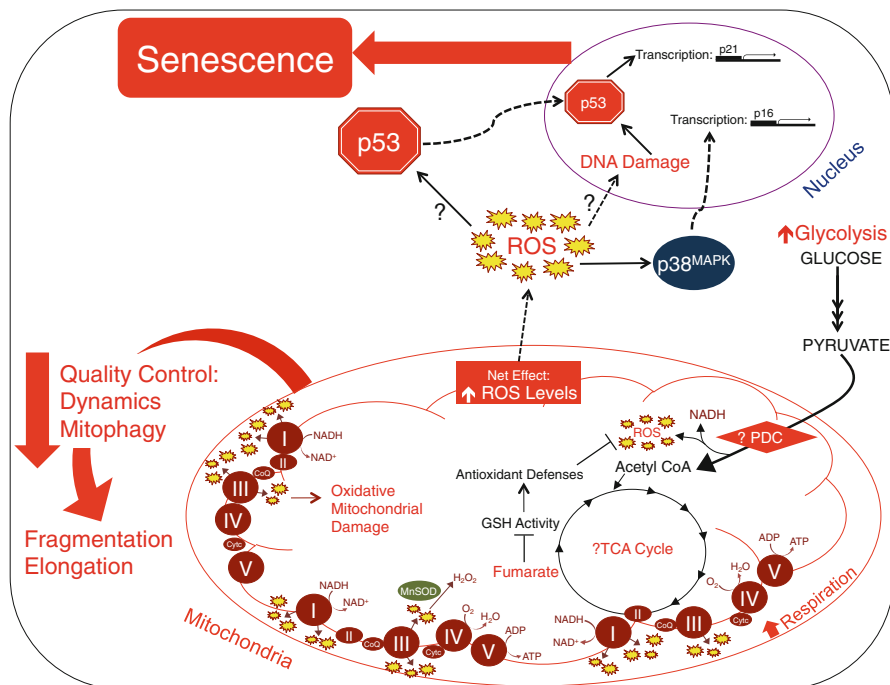 Senescence
Transcription: p21
p53
Transcription: p16
p53
DNA Damage
Nucleus
?
?
ROS
p38MAPK
Glycolysis
GLUCOSE
PYRUVATE
Quality Control:
Dynamics
Mitophagy
Net Effect:
ROS Levels
NADH
ROS
? PDC
I
NADH
NAD+
II
CoQ
III
Acetyl CoA
Antioxidant Defenses
Oxidative
Mitochondrial
Damage
IV
Cytc
V
GSH Activity
?TCA Cycle
Fragmentation
Elongation
Fumarate
ADP
ATP
V
H2O
O2
IV
Cytc
MnSOD
H2O2
NADH
NAD+
I
II
CoQ
III
O2
H2O
IV
Cytc
V
ADP
ATP
NADH
NAD+
I
II
CoQ
III
Respiration
Mitochondria